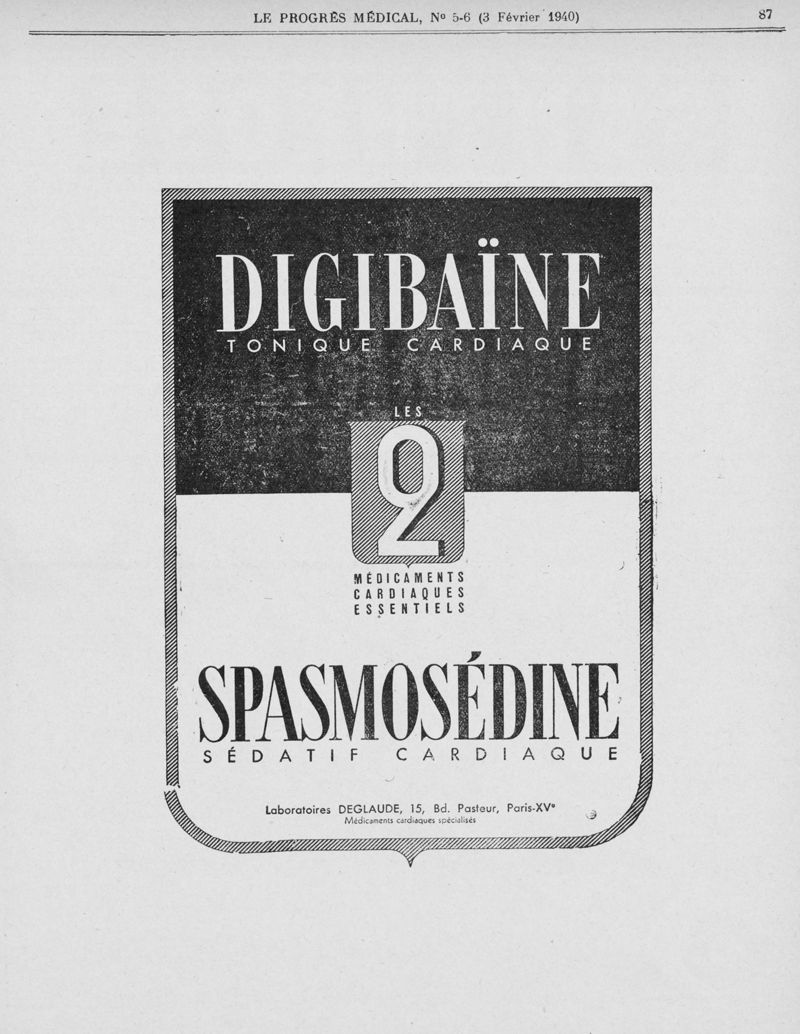 LE PROGRÈS MÉDICAL, Nº 5-6 (3 Février 1940) 87
DIGIBAÏNE
TONIQUE CARDIAQUE
LES
2
MÉDICAMENTS
CARDIAQUES
ESSENTIELS
SPASMOSÉDINE
SÉDATIF CARDIAQUE
Laboratoires DEGLAUDE, 15, Bd. Pasteur, Paris-XVᵉ
Médicaments cardiaques spécialisés